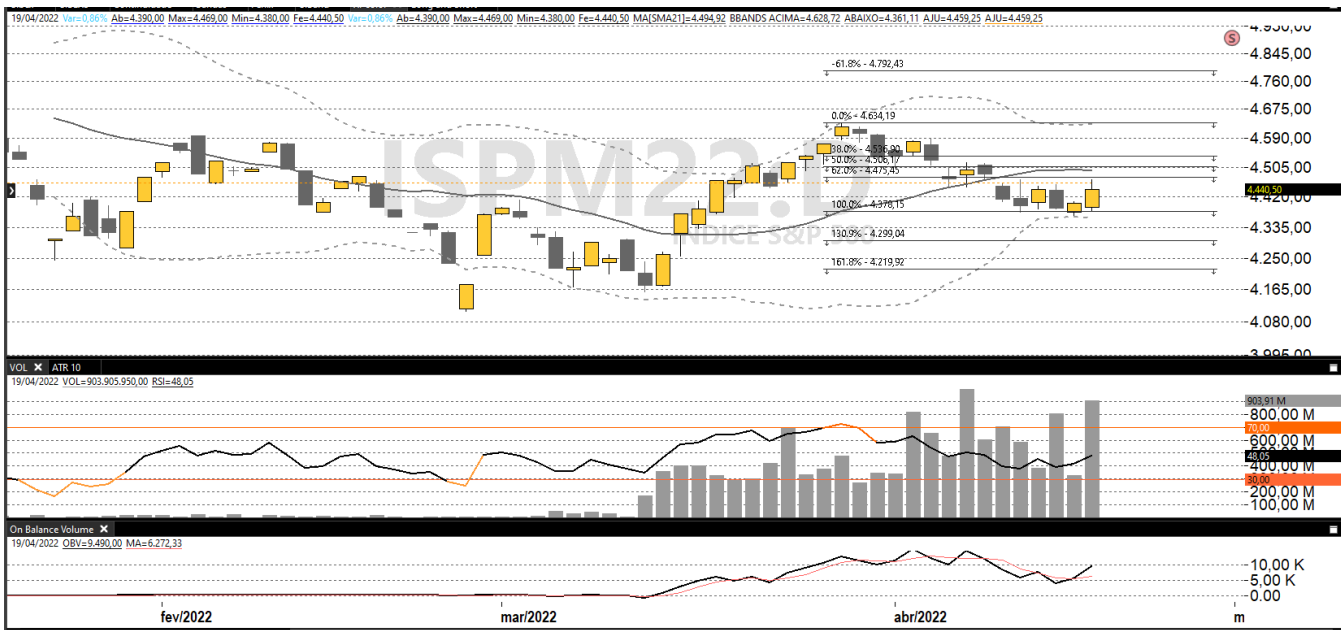 19/04/2022 Var=0,86% Ab=4.390,00 Max=4.469,00 Min=4.380,00 Fe=4.440,50 Var=0,86% Ab=4.390,00 Max=4.469,00 Min=4.380,00 Fe=4.440,50 MA[SMA21]=4.494,92 BBANDS ACIMA=4.628,72 ABAIXO=4.361,11 AJU=4.459,25 AJU=4.459,25
S
4.845,00
-61.8% - 4.792,43
4.760,00
4.675,00
0.0% - 4.634,19
4.590,00
38.0% - 4.536,90
50.0% - 4.506,17
4.505,00
62.0% - 4.475,45
4.440,50
4.420,00
100.0% - 4.378,15
4.335,00
130.9% - 4.299,04
4.250,00
161.8% - 4.219,92
4.165,00
4.080,00
3.995,00
ISPM22.D
INDICE S&P 500
VOL ATR 10
19/04/2022 VOL=903.905.950,00 RSI=48,05
903,91 M
800,00 M
70,00
600,00 M
48,05
400,00 M
30,00
200,00 M
100,00 M
On Balance Volume
19/04/2022 OBV=9.490,00 MA=6.272,33
10,00 K
5,00 K
0.00
fev/2022 mar/2022 abr/2022 m